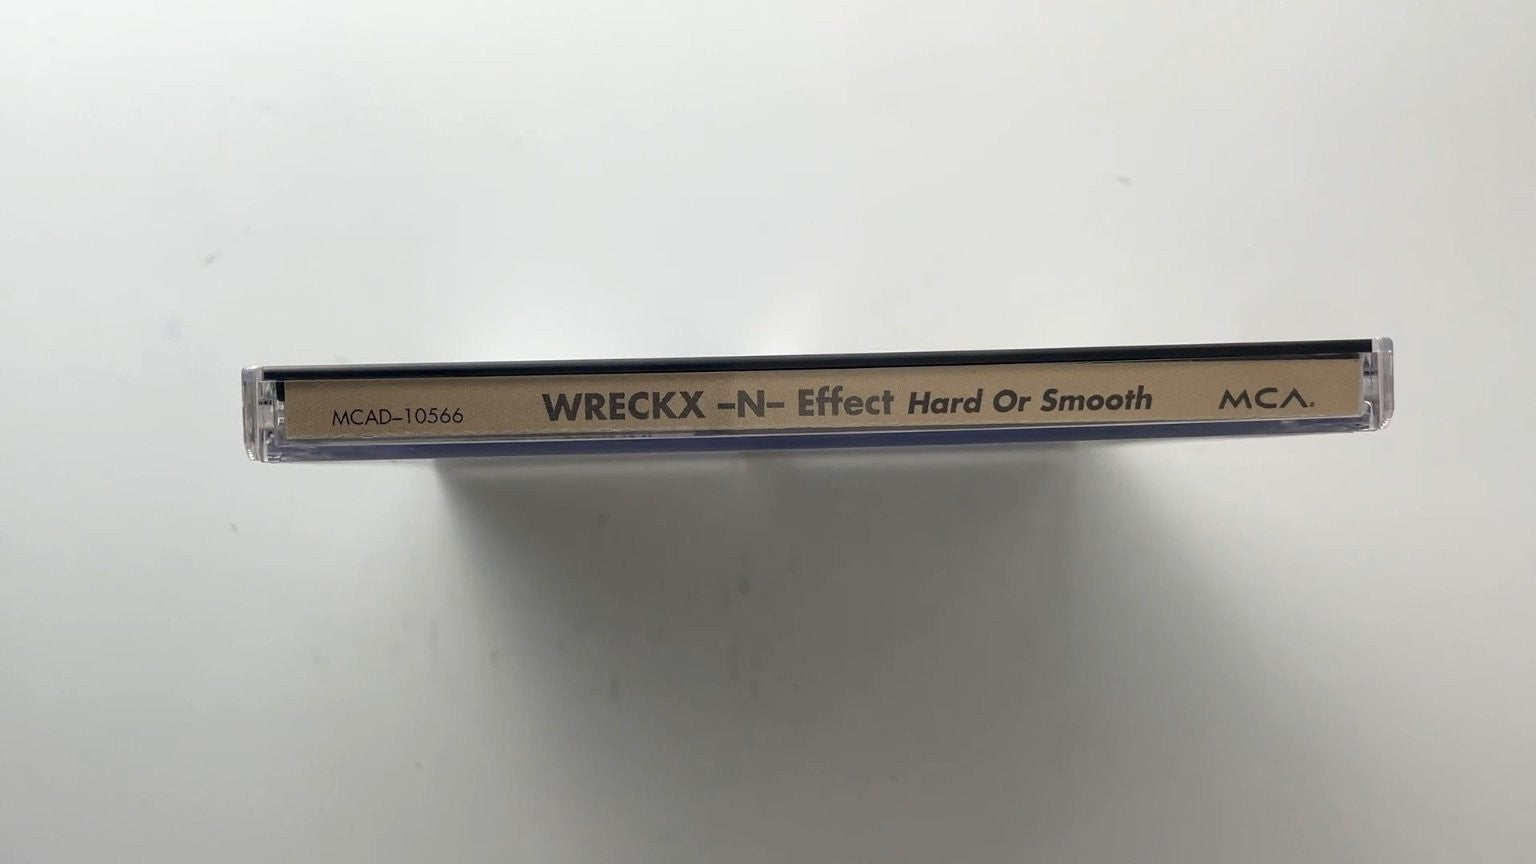 MCAD–10566 WRECKX –N– Effect Hard Or Smooth MCA.